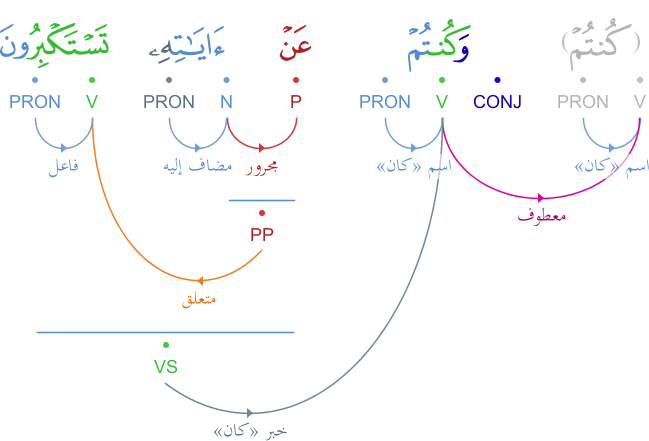 (كُنتُمْ) وَكُنتُمْ عَنْ ءَايَـٰتِهِۦ تَسْتَكْبِرُونَ
PRON V PRON N P PRON V CONJ PRON V
فاعل مضاف إليه مجرور اسم «كان» اسم «كان»
معطوف
PP
متعلق
VS
خبر «كان»